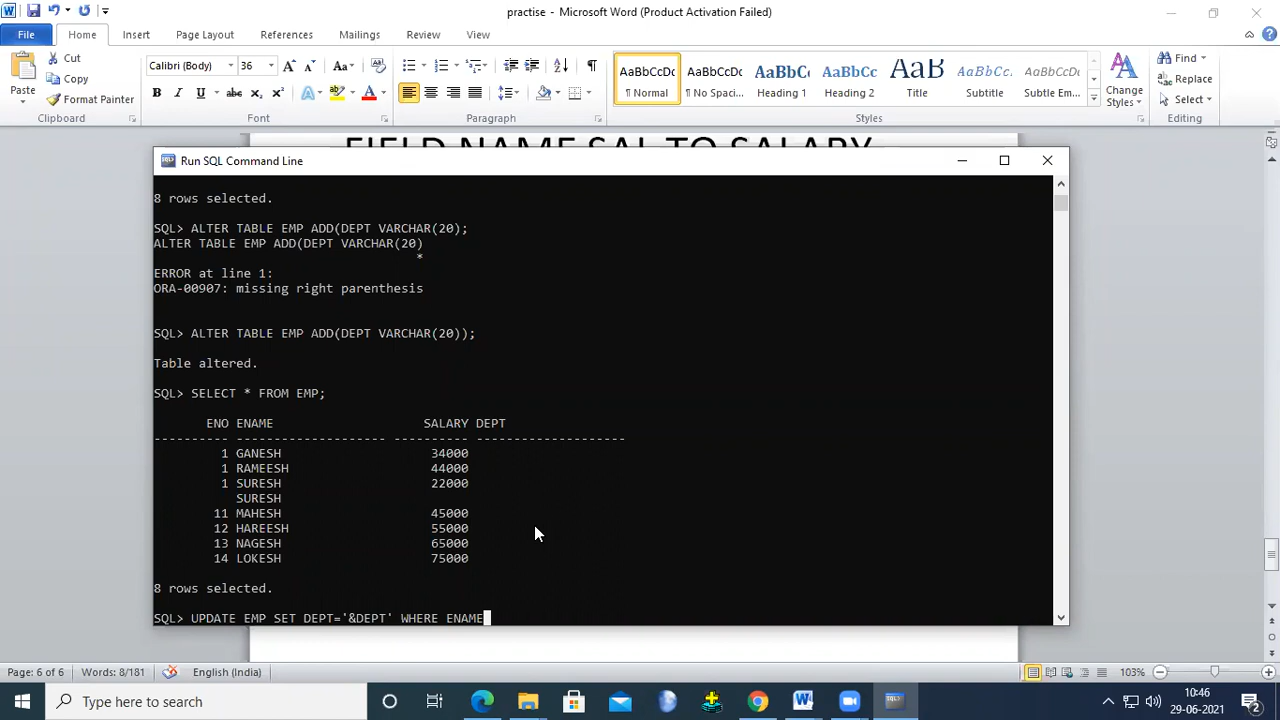 practise - Microsoft Word (Product Activation Failed)
File Home Insert Page Layout References Mailings Review View
Cut
Copy
Format Painter
Paste
Clipboard
Calibri (Body) 36
Font
Paragraph
AaBbCcDc AaBbCcDc AaBbCc AaBbCc AaB AaBbCc. AaBbCcDc
¶ Normal ¶ No Spaci... Heading 1 Heading 2 Title Subtitle Subtle Em...
Change Styles
Styles
Find
Replace
Select
Editing
FIELD NAME SAL TO SALARY
Run SQL Command Line
8 rows selected.
SQL> ALTER TABLE EMP ADD(DEPT VARCHAR(20);
ALTER TABLE EMP ADD(DEPT VARCHAR(20)
*
ERROR at line 1:
ORA-00907: missing right parenthesis
SQL> ALTER TABLE EMP ADD(DEPT VARCHAR(20));
Table altered.
SQL> SELECT * FROM EMP;
ENO ENAME SALARY DEPT
---------- -------------------- ---------- --------------------
1 GANESH 34000
1 RAMEESH 44000
1 SURESH 22000
SURESH
11 MAHESH 45000
12 HAREESH 55000
13 NAGESH 65000
14 LOKESH 75000
8 rows selected.
SQL> UPDATE EMP SET DEPT='&DEPT' WHERE ENAME
Page: 6 of 6 Words: 8/181 English (India) 103%
Type here to search
10:46
29-06-2021
2